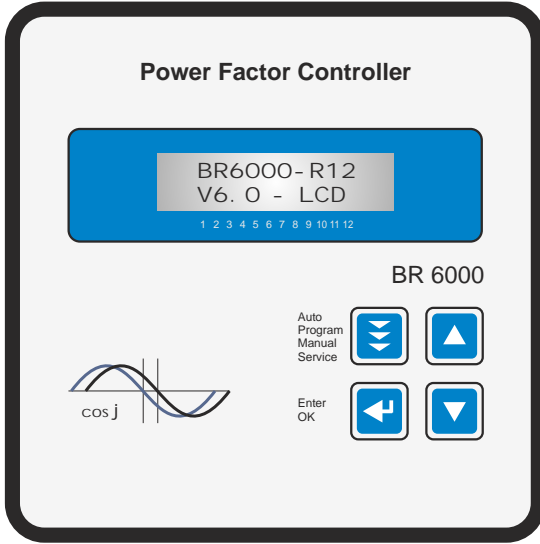 Power Factor Controller
BR6000-R12
V6.0 - LCD
1 2 3 4 5 6 7 8 9 10 11 12
BR 6000
Auto
Program
Manual
Service
cos j
Enter
OK